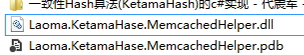 一致性Hash算法(KetamaHash)的c#实现 - 代震军 -
Laoma.KetamaHase.MemcachedHelper.dll
Laoma.KetamaHase.MemcachedHelper.pdb